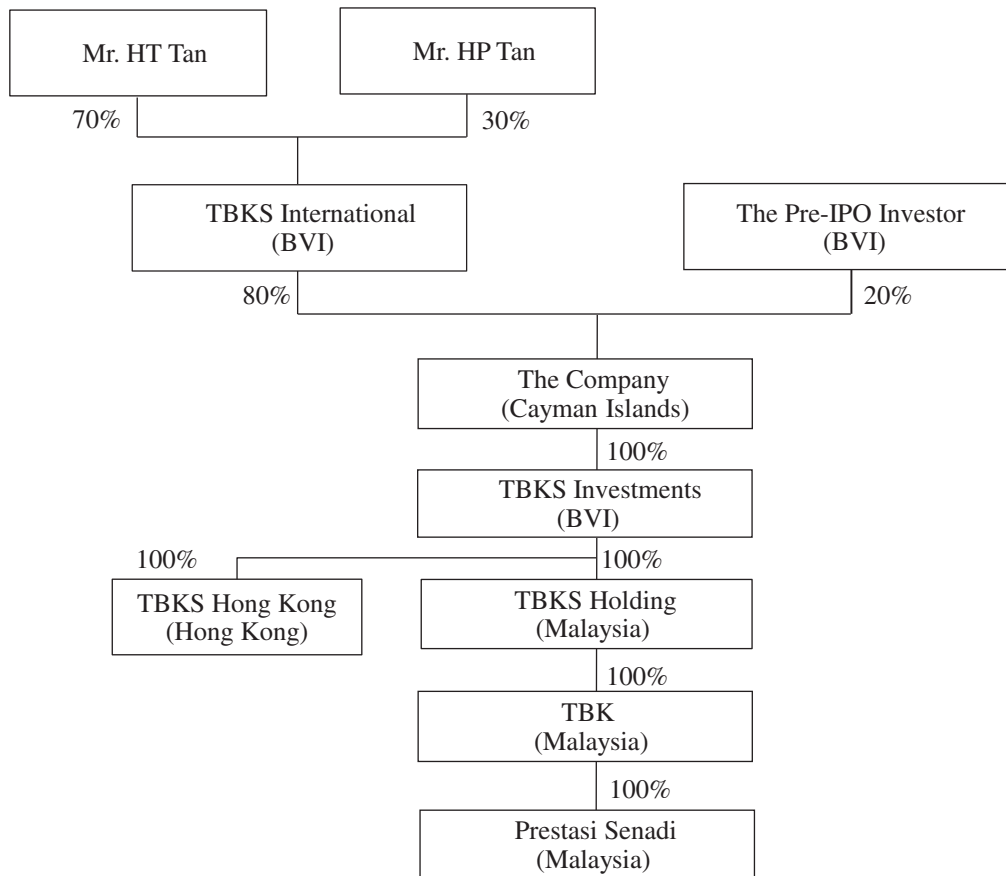 Mr. HT Tan
Mr. HP Tan
70%
30%
TBKS International
(BVI)
The Pre-IPO Investor
(BVI)
80%
20%
The Company
(Cayman Islands)
100%
TBKS Investments
(BVI)
100%
100%
TBKS Hong Kong
(Hong Kong)
TBKS Holding
(Malaysia)
100%
TBK
(Malaysia)
100%
Prestasi Senadi
(Malaysia)